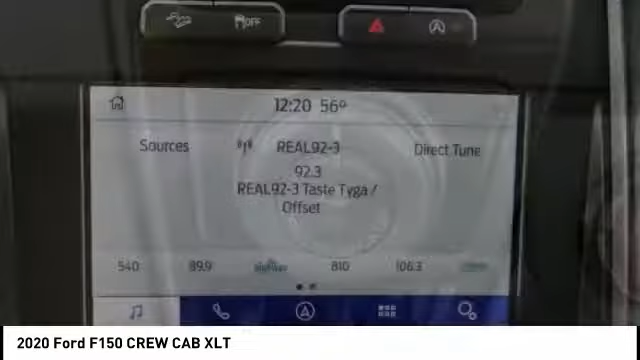 OFF
12:20 56°
Sources REAL92-3 Direct Tune
92.3
REAL92-3 Taste Tyga /
Offset
540 89.9 810 106.3
2020 Ford F150 CREW CAB XLT